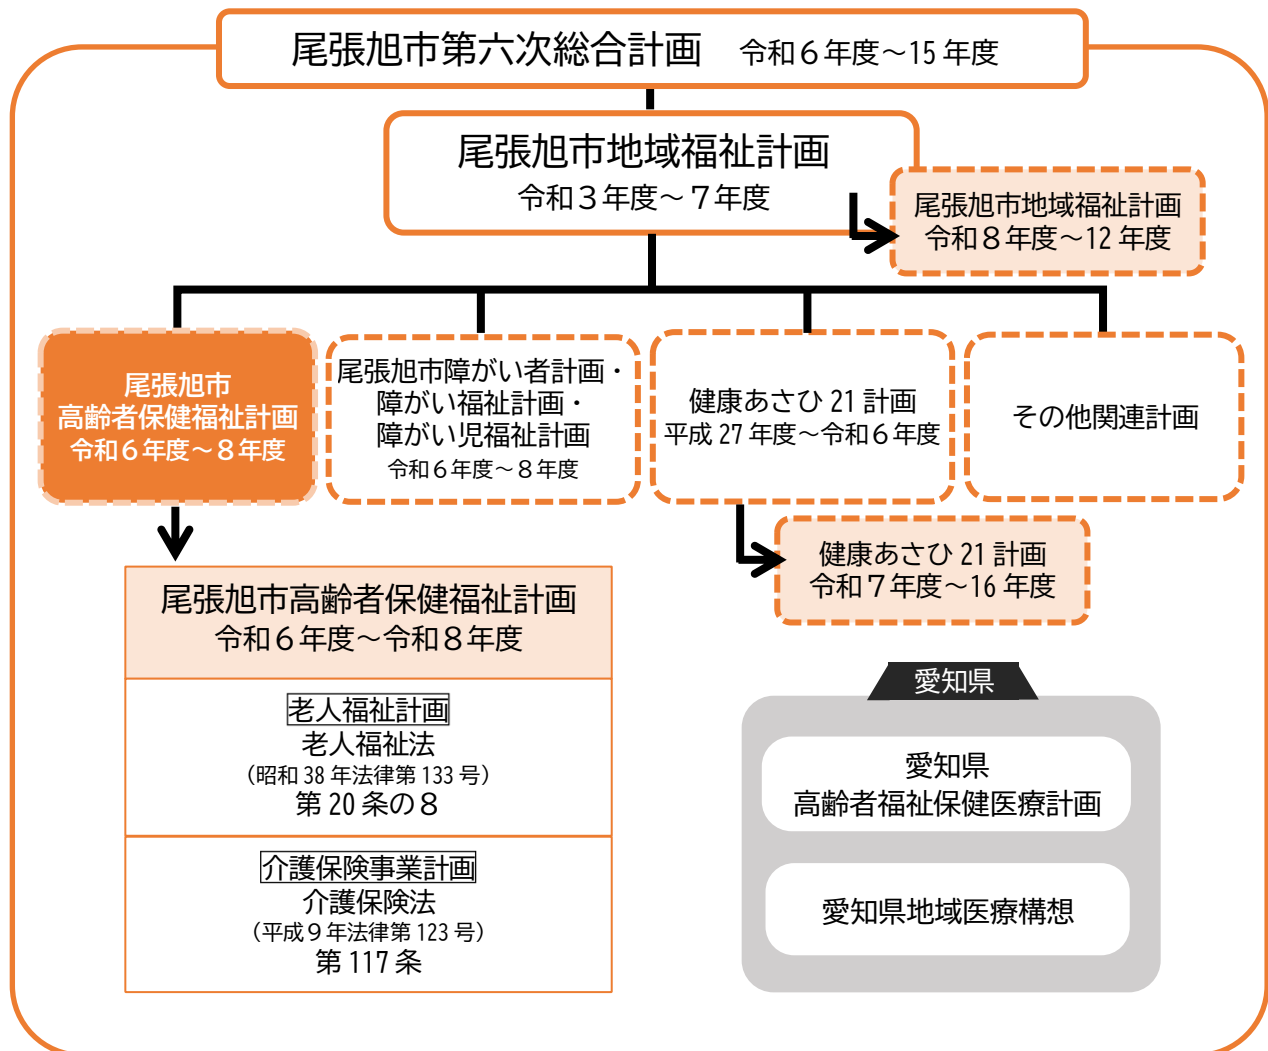 尾張旭市第六次総合計画　令和６年度～15 年度
尾張旭市地域福祉計画
令和３年度～７年度
尾張旭市地域福祉計画
令和８年度～12 年度
尾張旭市
高齢者保健福祉計画
令和６年度～８年度
尾張旭市障がい者計画・
障がい福祉計画・
障がい児福祉計画
令和６年度～８年度
健康あさひ 21 計画
平成 27 年度～令和６年度
その他関連計画
健康あさひ 21 計画
令和７年度～16 年度
尾張旭市高齢者保健福祉計画
令和６年度～令和８年度
老人福祉計画
老人福祉法
（昭和 38 年法律第 133 号）
第 20 条の８
介護保険事業計画
介護保険法
（平成９年法律第 123 号）
第 117 条
愛知県
愛知県
高齢者福祉保健医療計画
愛知県地域医療構想